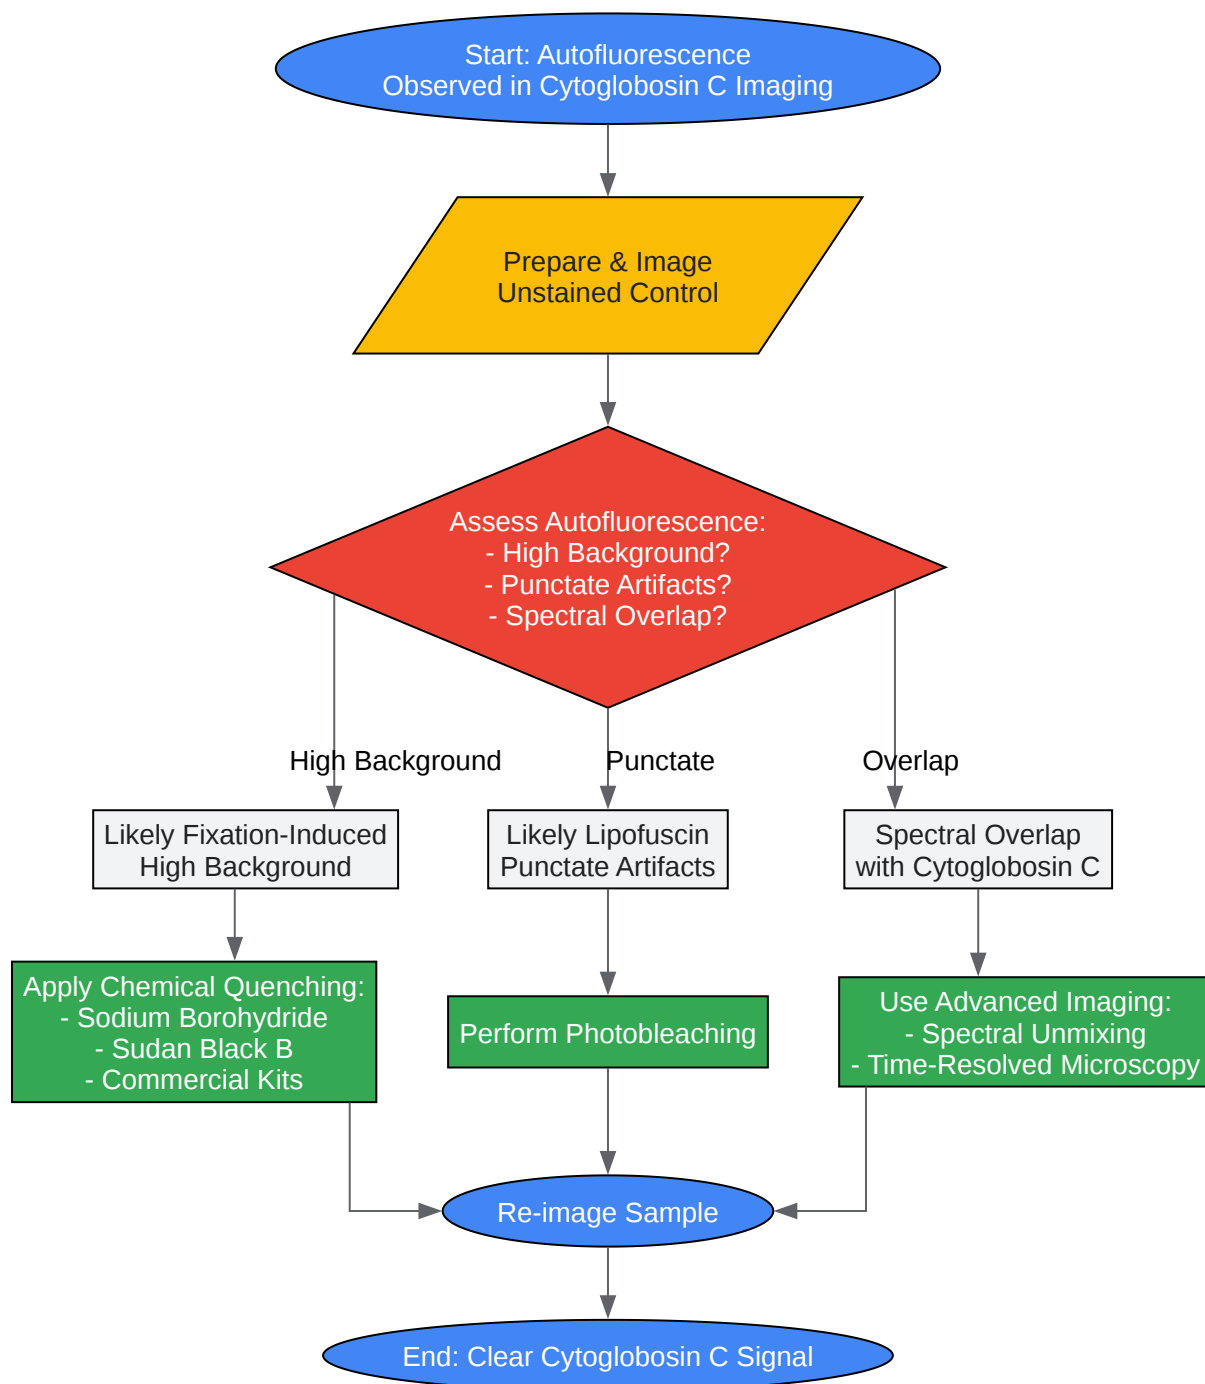 Start: Autofluorescence
Observed in Cytoglobosin C Imaging
Prepare & Image
Unstained Control
Assess Autofluorescence:
- High Background?
- Punctate Artifacts?
- Spectral Overlap?
High Background
Punctate
Overlap
Likely Fixation-Induced
High Background
Likely Lipofuscin
Punctate Artifacts
Spectral Overlap
with Cytoglobosin C
Apply Chemical Quenching:
- Sodium Borohydride
- Sudan Black B
- Commercial Kits
Perform Photobleaching
Use Advanced Imaging:
- Spectral Unmixing
- Time-Resolved Microscopy
Re-image Sample
End: Clear Cytoglobosin C Signal